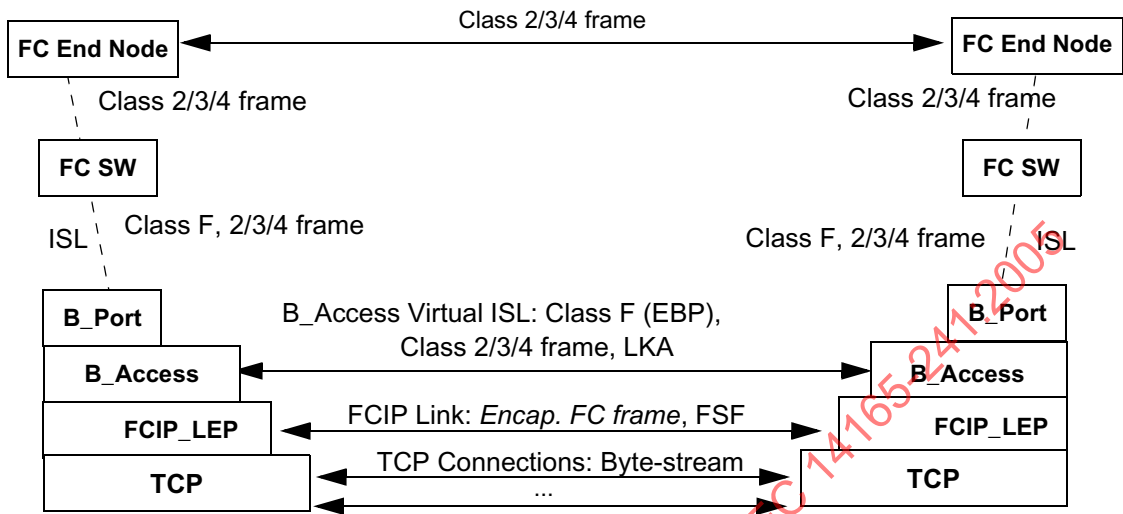 Class 2/3/4 frame
FC End Node
FC End Node
Class 2/3/4 frame
Class 2/3/4 frame
FC SW
FC SW
Class F, 2/3/4 frame
Class F, 2/3/4 frame
ISL
ISL
B_Port
B_Access Virtual ISL: Class F (EBP),
B_Port
Class 2/3/4 frame, LKA
B_Access
B_Access
FCIP_LEP
FCIP Link: Encap. FC frame, FSF
FCIP_LEP
TCP
TCP Connections: Byte-stream
TCP
...
C 14165-241:2005